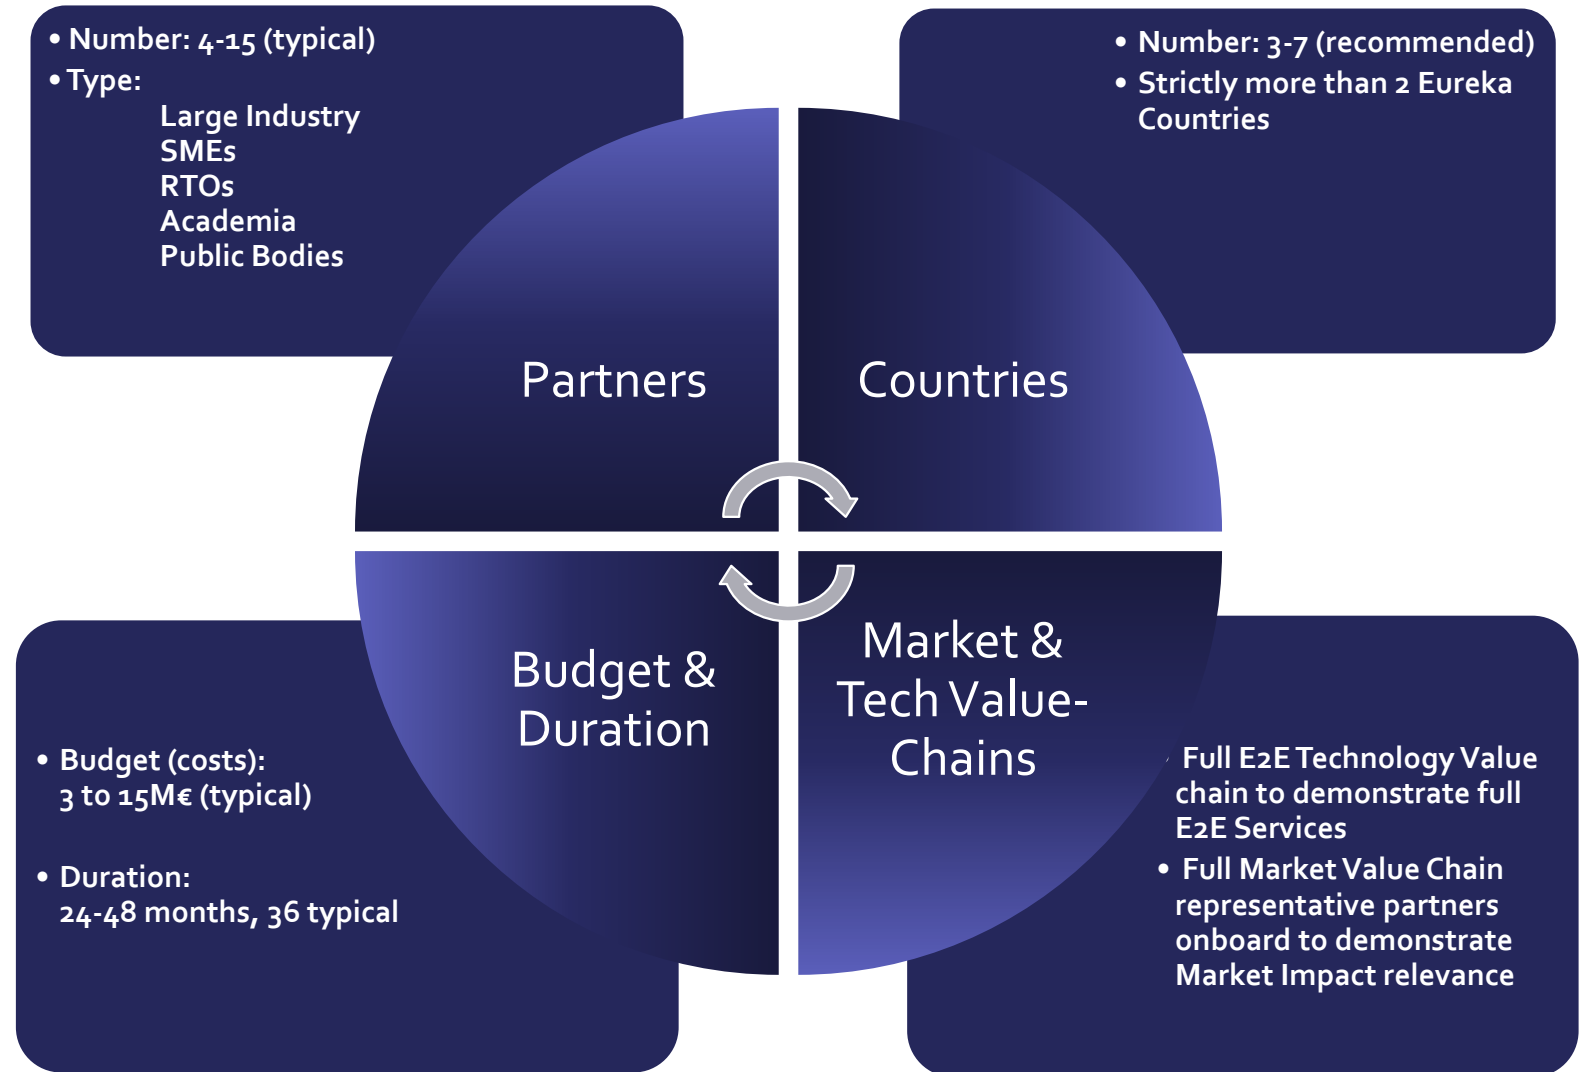 • Number: 4-15 (typical)
• Type:
Large Industry
SMEs
RTOs
Academia
Public Bodies
• Number: 3-7 (recommended)
• Strictly more than 2 Eureka
Countries
Partners
Countries
Budget &
Duration
Market &
Tech Value-
Chains
• Budget (costs):
3 to 15M€ (typical)
• Duration:
24-48 months, 36 typical
• Full E2E Technology Value
chain to demonstrate full
E2E Services
• Full Market Value Chain
representative partners
onboard to demonstrate
Market Impact relevance